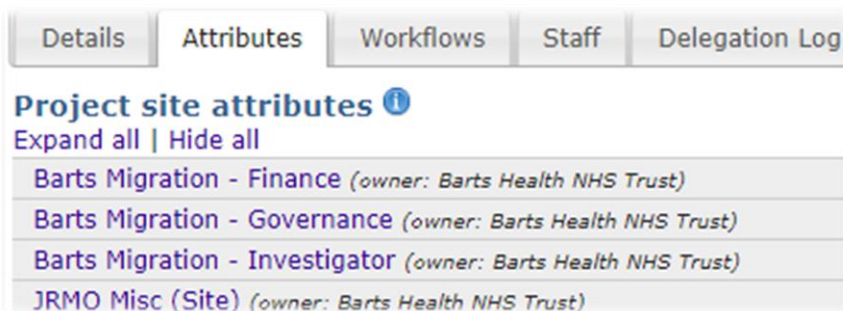 Details Attributes Workflows Staff Delegation Log
Project site attributes
Expand all | Hide all
Barts Migration - Finance (owner: Barts Health NHS Trust)
Barts Migration - Governance (owner: Barts Health NHS Trust)
Barts Migration - Investigator (owner: Barts Health NHS Trust)
JRMO Misc (Site) (owner: Barts Health NHS Trust)